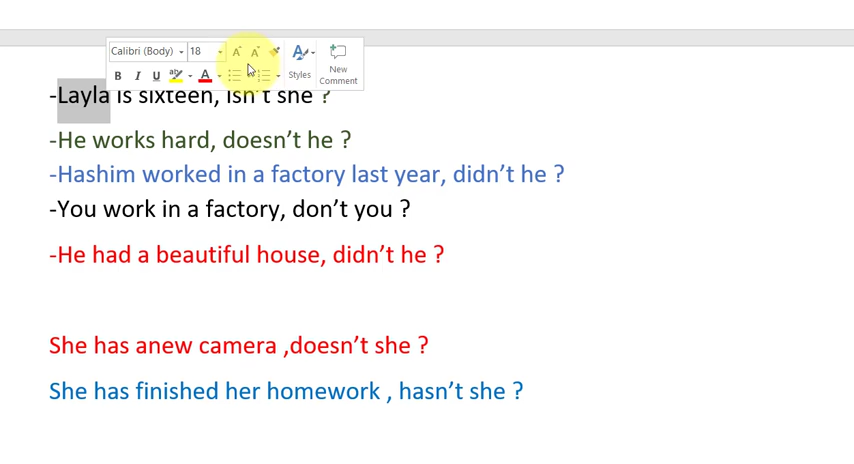 Calibri (Body) 18 A A A
B I U ab A Styles New Comment
-Layla is sixteen, isn't she ?
-He works hard, doesn't he ?
-Hashim worked in a factory last year, didn't he ?
-You work in a factory, don't you ?
-He had a beautiful house, didn't he ?
She has anew camera ,doesn't she ?
She has finished her homework , hasn't she ?